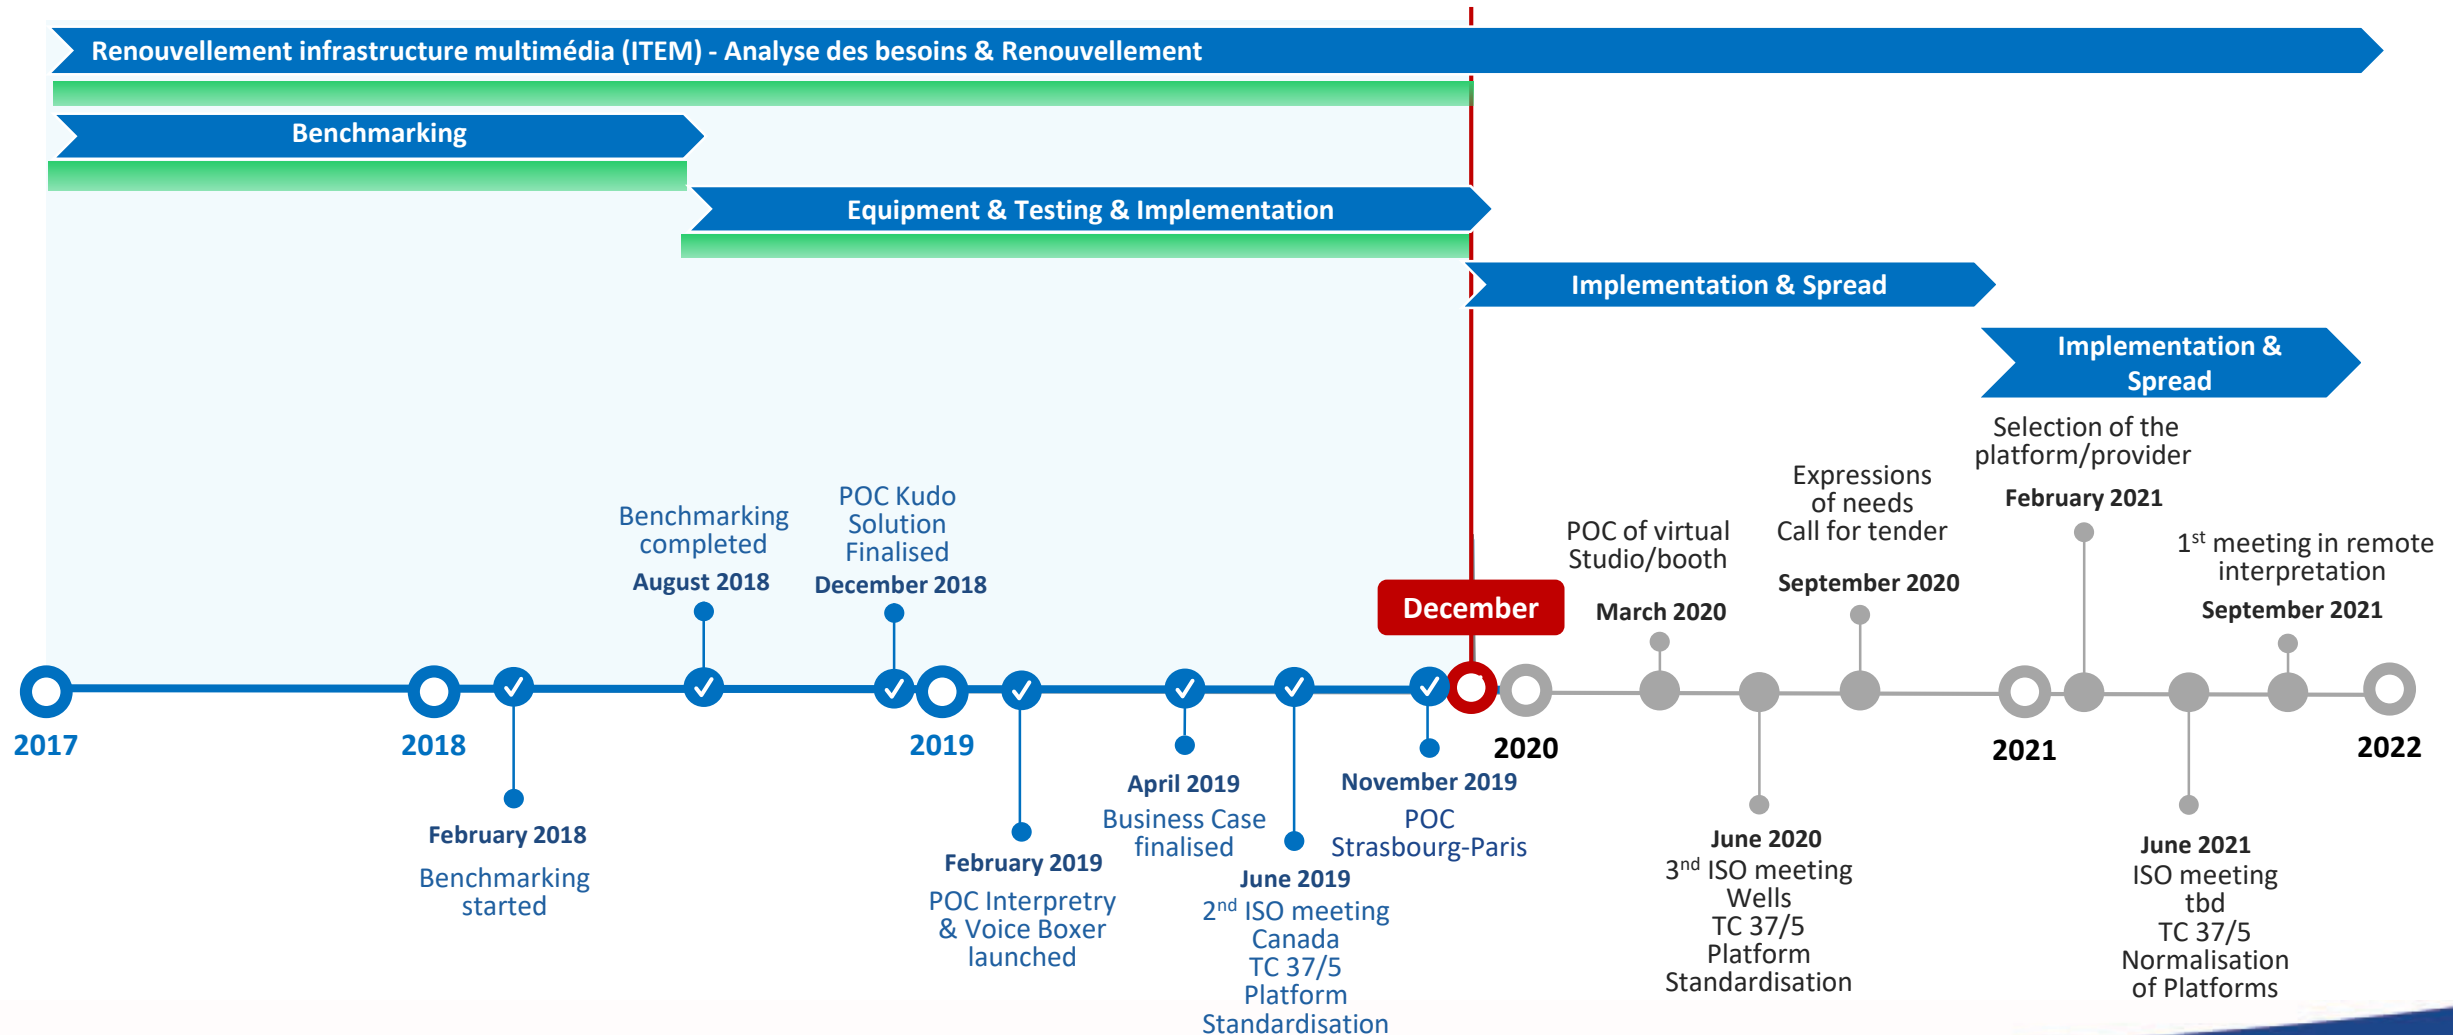 Renouvellement infrastructure multimédia (ITEM) - Analyse des besoins & Renouvellement
Benchmarking
Equipment & Testing & Implementation
Implementation & Spread
Implementation &
Spread
Benchmarking
completed
August 2018
POC Kudo
Solution
Finalised
December 2018
December
POC of virtual
Studio/booth
March 2020
Expressions
of needs
Call for tender
September 2020
Selection of the
platform/provider
February 2021
1st meeting in remote
interpretation
September 2021
2017
2018
2019
2020
2021
2022
February 2018
Benchmarking
started
February 2019
POC Interpretry
& Voice Boxer
launched
April 2019
Business Case
finalised
June 2019
2nd ISO meeting
Canada
TC 37/5
Platform
Standardisation
November 2019
POC
Strasbourg-Paris
June 2020
3nd ISO meeting
Wells
TC 37/5
Platform
Standardisation
June 2021
ISO meeting
tbd
TC 37/5
Normalisation
of Platforms